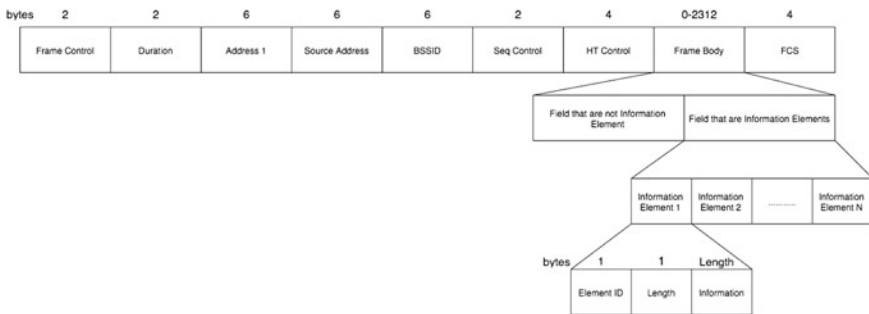 bytes 2 2 6 6 6 2 4 0-2312 4
Frame Control Duration Address 1 Source Address BSSID Seq Control HT Control Frame Body FCS
Field that are not Information Element
Field that are Information Elements
Information Element 1
Information Element 2
............
Information Element N
bytes 1 1 Length
Element ID Length Information